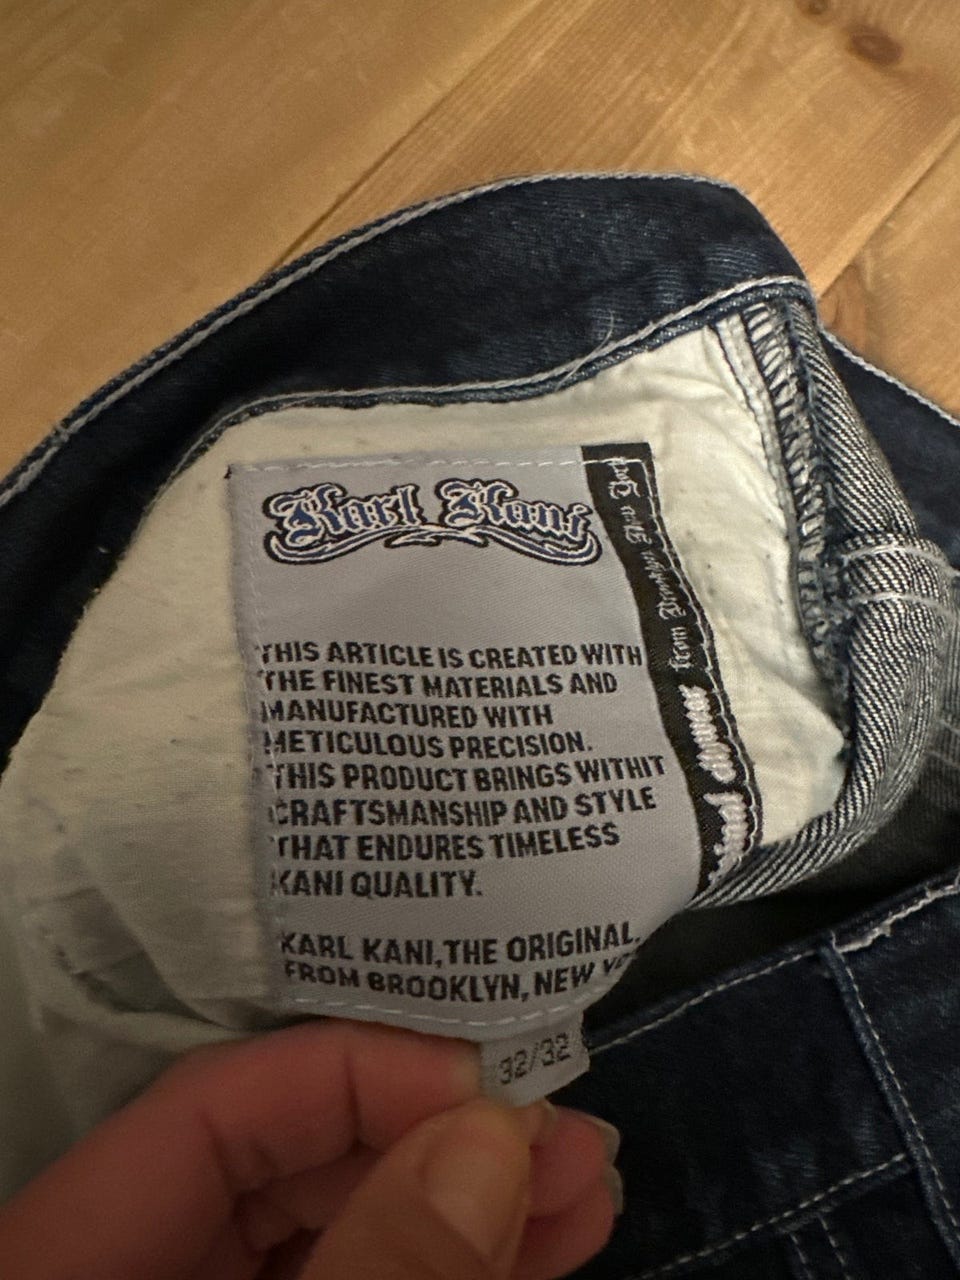 Karl Kani
THIS ARTICLE IS CREATED WITH
THE FINEST MATERIALS AND
MANUFACTURED WITH
METICULOUS PRECISION.
THIS PRODUCT BRINGS WITHIT
CRAFTSMANSHIP AND STYLE
THAT ENDURES TIMELESS
KANI QUALITY.
KARL KANI, THE ORIGINAL,
FROM BROOKLYN, NEW
32/32
from Brooklyn